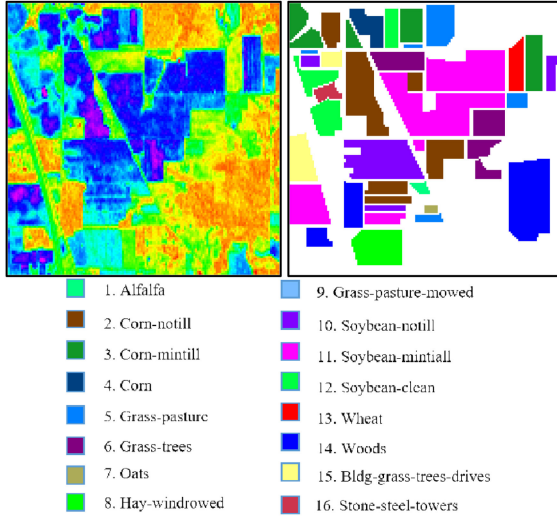 1. Alfalfa
2. Corn-notill
3. Corn-mintill
4. Corn
5. Grass-pasture
6. Grass-trees
7. Oats
8. Hay-windrowed
9. Grass-pasture-mowed
10. Soybean-notill
11. Soybean-mintiall
12. Soybean-clean
13. Wheat
14. Woods
15. Bldg-grass-trees-drives
16. Stone-steel-towers